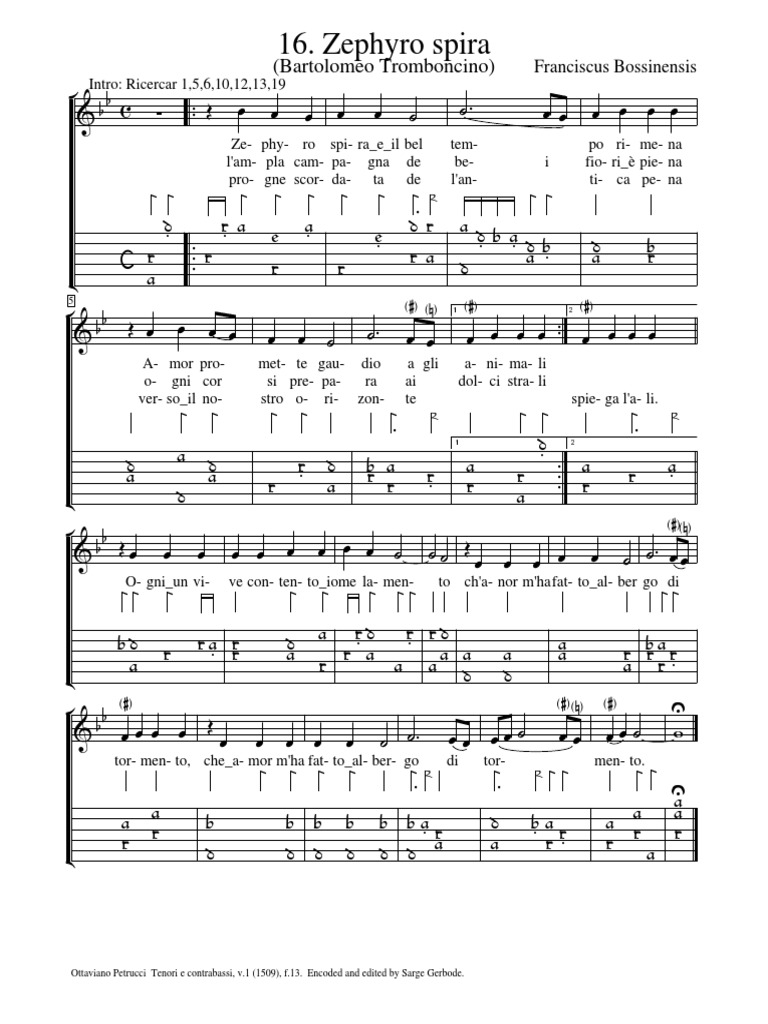 16. Zephyro spira
(Bartolomeo Tromboncino)
Franciscus Bossinensis
Intro: Ricercar 1,5,6,10,12,13,19
Ze- phy- ro spi- ra_e_il bel tem- po ri- me- na
l'am- pla cam- pa- gna de be- i fio- ri_è pie- na
pro- gne scor- da- ta de l'an- ti- ca pe- na
5
A- mor pro- met- te gau- dio a gli a- ni- ma- li
o- gni cor si pre- pa- ra ai dol- ci stra- li
ver- so_il no- stro o- ri- zon- te spie- ga l'a- li.
O- gni_un vi- ve con- ten- to_iome la- men- to ch'a- nor m'ha fat- to_al- ber go di
tor- men- to, che_a- mor m'ha fat- to_al- ber- go di tor- men- to.
Ottaviano Petrucci Tenori e contrabassi, v.1 (1509), f.13. Encoded and edited by Sarge Gerbode.